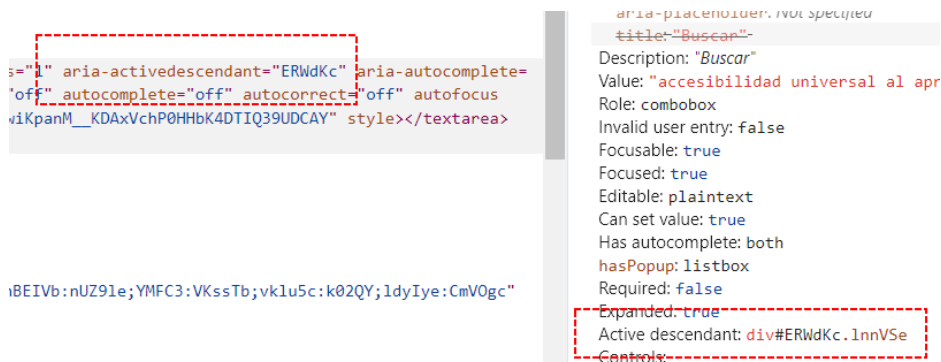 s="1" aria-activedescendant="ERWdKc" aria-autocomplete=
"off" autocomplete="off" autocorrect="off" autofocus
wiKpanM__KDAxVchP0HHbK4DTIQ39UDCAY" style></textarea>
nBEIVb:nUZ9le;YMFC3:VKssTb;vklu5c:k02QY;ldyIye:CmVOgc"
aria-placeholder: Not specified
title: "Buscar"
Description: "Buscar"
Value: "accesibilidad universal al apr
Role: combobox
Invalid user entry: false
Focusable: true
Focused: true
Editable: plaintext
Can set value: true
Has autocomplete: both
hasPopup: listbox
Required: false
Expanded: true
Active descendant: div#ERWdKc.lnnVSe
Controls: